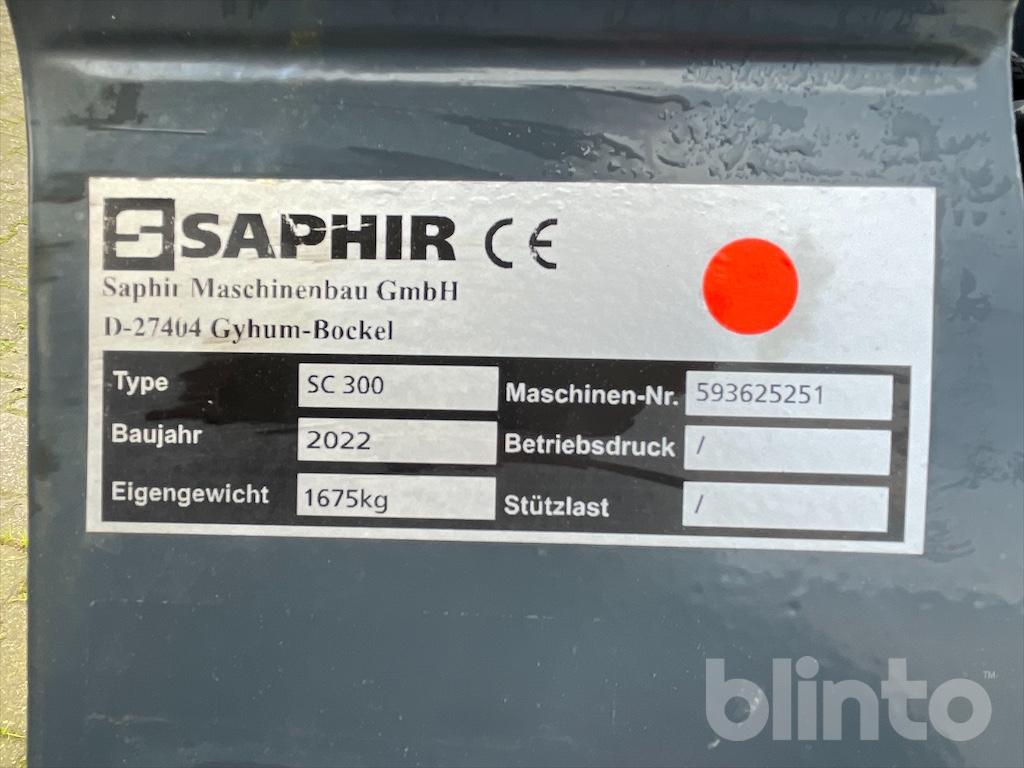 SAPHIR CE
Saphir Maschinenbau GmbH
D-27404 Gyhum-Bockel
Type SC 300 Maschinen-Nr. 593625251
Baujahr 2022 Betriebsdruck /
Eigengewicht 1675kg Stützlast /
blinto™